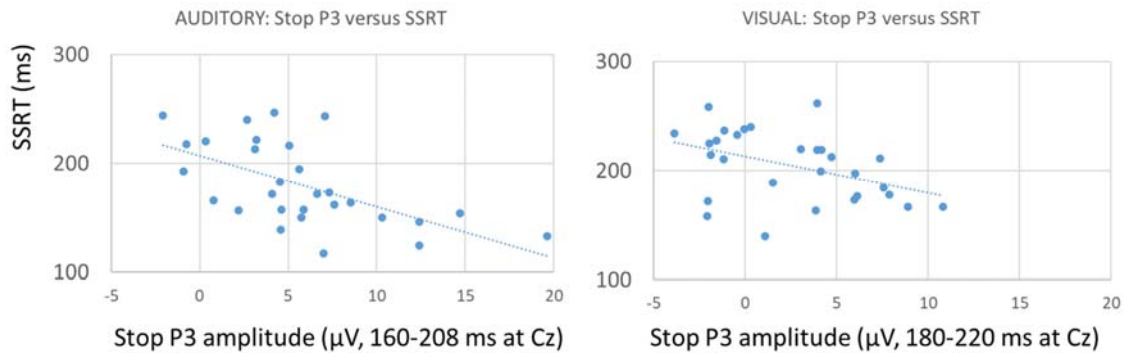 AUDITORY: Stop P3 versus SSRT
SSRT (ms)
300
200
100
-5 0 5 10 15 20
Stop P3 amplitude (µV, 160-208 ms at Cz)
VISUAL: Stop P3 versus SSRT
300
200
100
-5 0 5 10 15 20
Stop P3 amplitude (µV, 180-220 ms at Cz)